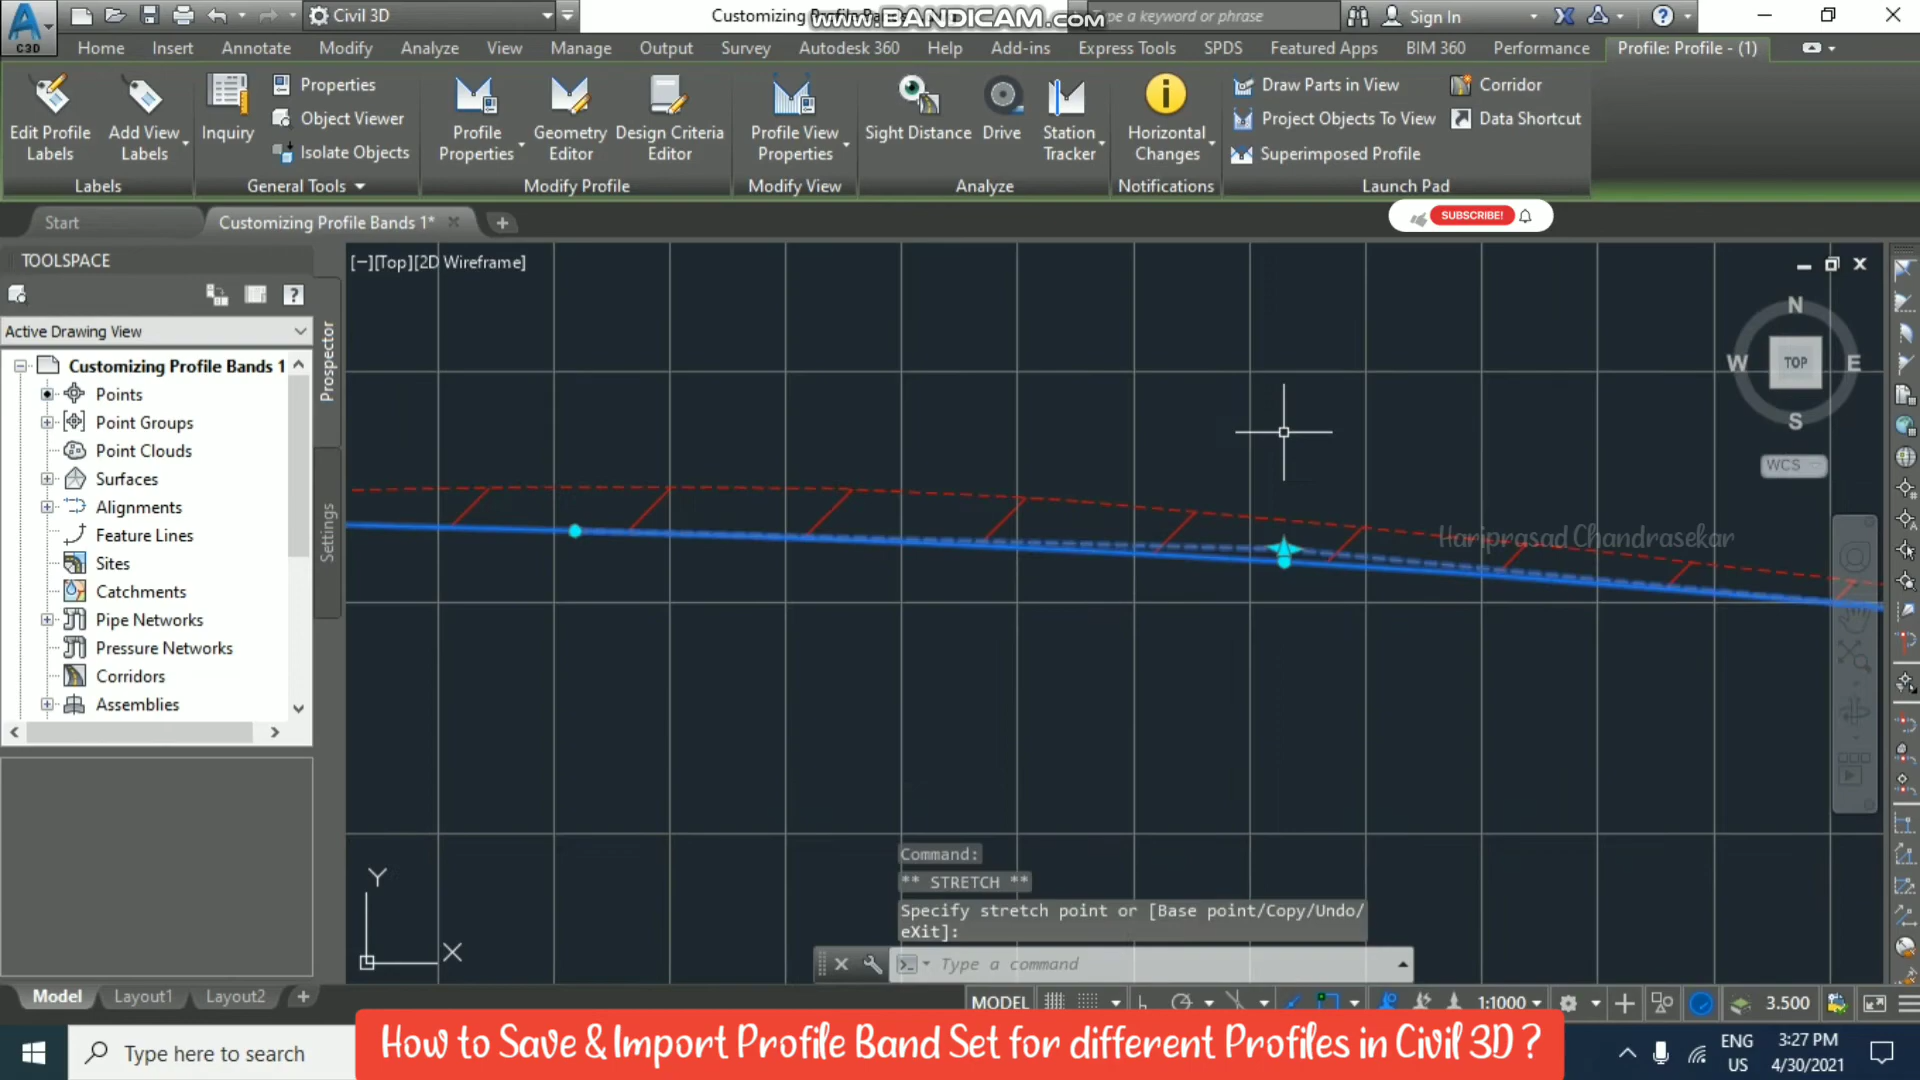 Civil 3D
Customizing Profile Bands
www.BANDICAM.com
Type a keyword or phrase
Sign In
C3D
Home Insert Annotate Modify Analyze View Manage Output Survey Autodesk 360 Help Add-ins Express Tools SPDS Featured Apps BIM 360 Performance Profile: Profile - (1)
Edit Profile Labels
Add View Labels
Inquiry
Properties
Object Viewer
Isolate Objects
Profile Properties
Geometry Editor
Design Criteria Editor
Profile View Properties
Sight Distance
Drive
Station Tracker
Horizontal Changes
Draw Parts in View
Project Objects To View
Superimposed Profile
Corridor
Data Shortcut
Labels
General Tools
Modify Profile
Modify View
Analyze
Notifications
Launch Pad
Start
Customizing Profile Bands 1*
SUBSCRIBE!
TOOLSPACE
[−][Top][2D Wireframe]
Active Drawing View
Customizing Profile Bands 1
Points
Point Groups
Point Clouds
Surfaces
Alignments
Feature Lines
Sites
Catchments
Pipe Networks
Pressure Networks
Corridors
Assemblies
Prospector
Settings
N
W
TOP
E
S
WCS
Hariprasad Chandrasekar
Y
X
Command:
** STRETCH **
Specify stretch point or [Base point/Copy/Undo/
eXit]:
Type a command
Model Layout1 Layout2
MODEL
1:1000
3.500
Type here to search
How to Save & Import Profile Band Set for different Profiles in Civil 3D ?
ENG
US
3:27 PM
4/30/2021